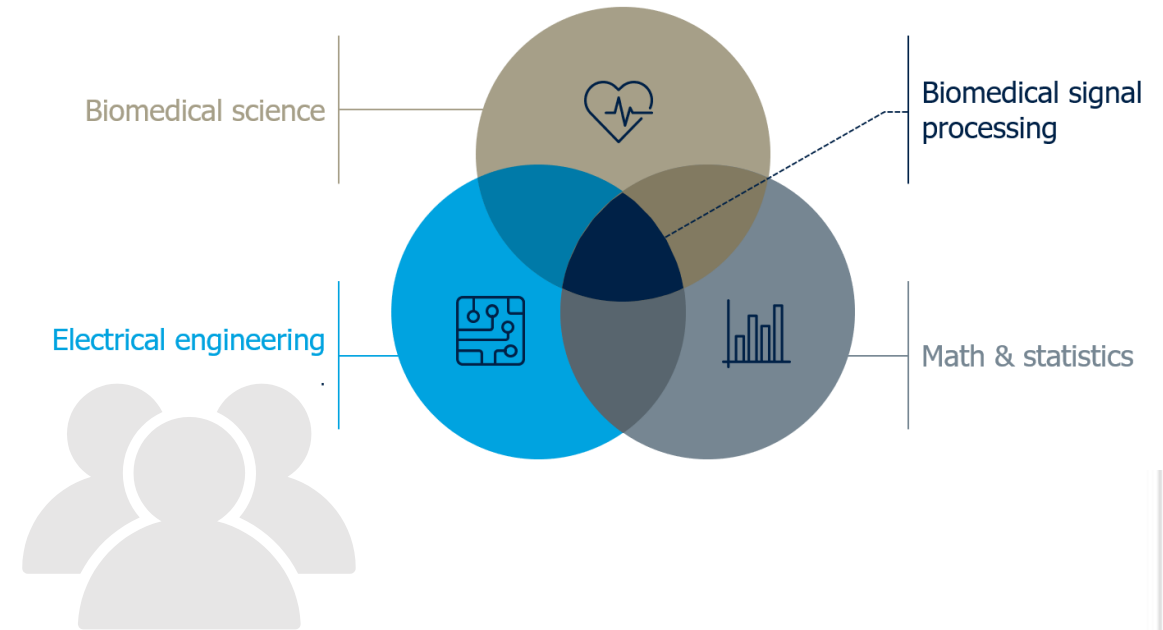 Biomedical science
Biomedical signal
processing
Electrical engineering
.
Math & statistics